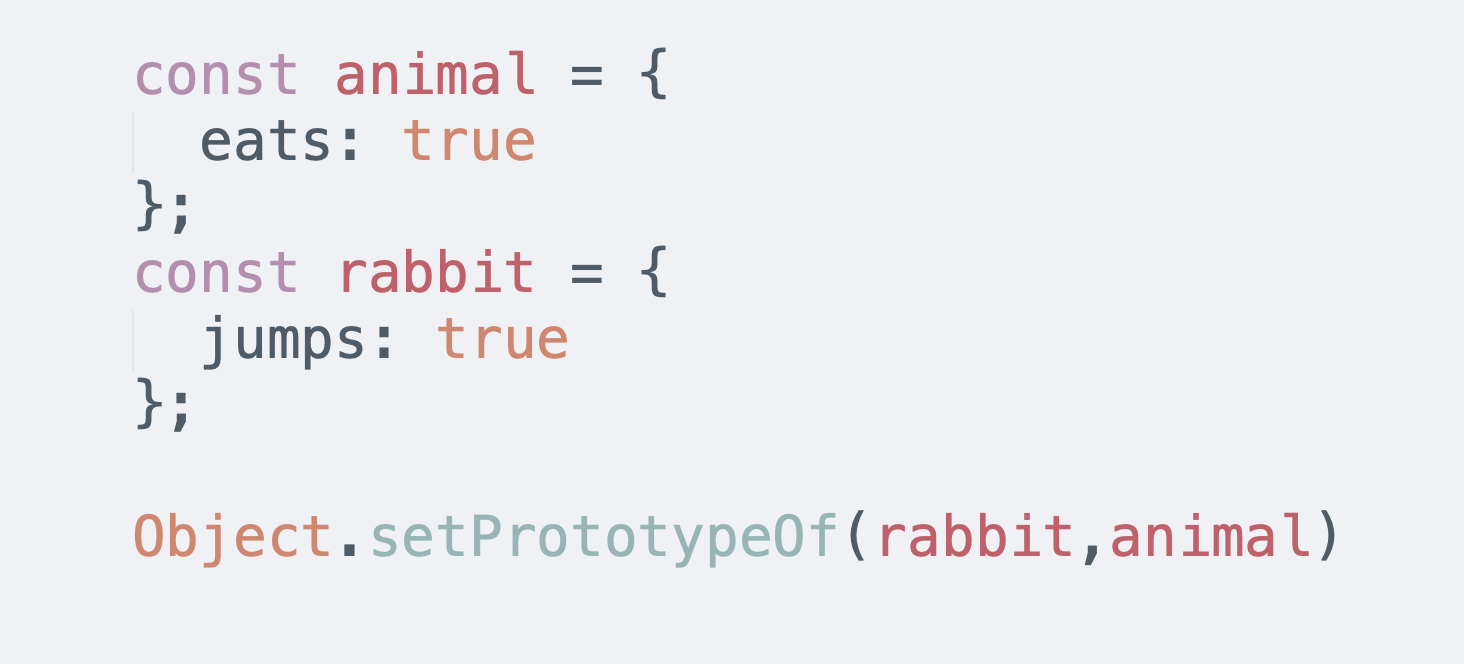 const animal = {
  eats: true
};
const rabbit = {
  jumps: true
};

Object.setPrototypeOf(rabbit,animal)